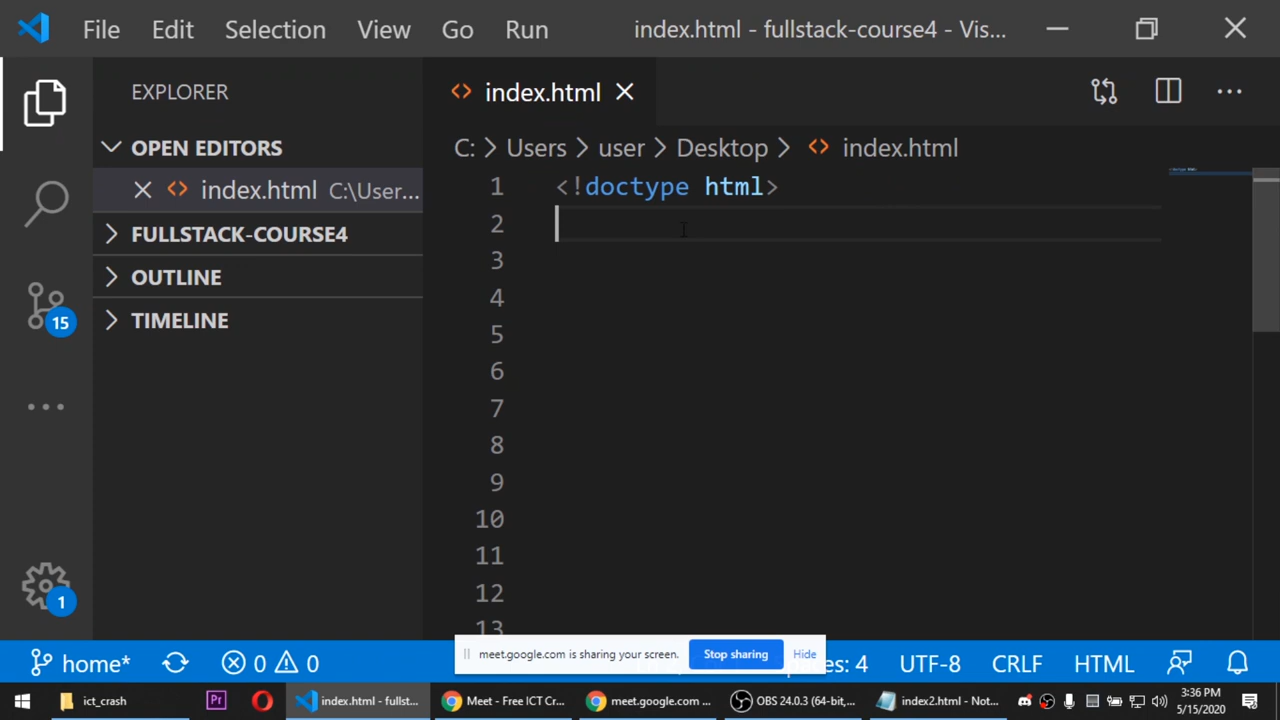 File Edit Selection View Go Run index.html - fullstack-course4 - Vis...
EXPLORER
index.html
OPEN EDITORS
C: > Users > user > Desktop > index.html
index.html C:\User...
FULLSTACK-COURSE4
OUTLINE
TIMELINE
1 <!doctype html>
2
3
4
5
6
7
8
9
10
11
12
13
15
1
meet.google.com is sharing your screen. Stop sharing Hide
home* 0 0 paces: 4 UTF-8 CRLF HTML
ict_crash Pr index.html - fullst... Meet - Free ICT Cr... meet.google.com ... OBS 24.0.3 (64-bit,... index2.html - Not... 3:36 PM
5/15/2020